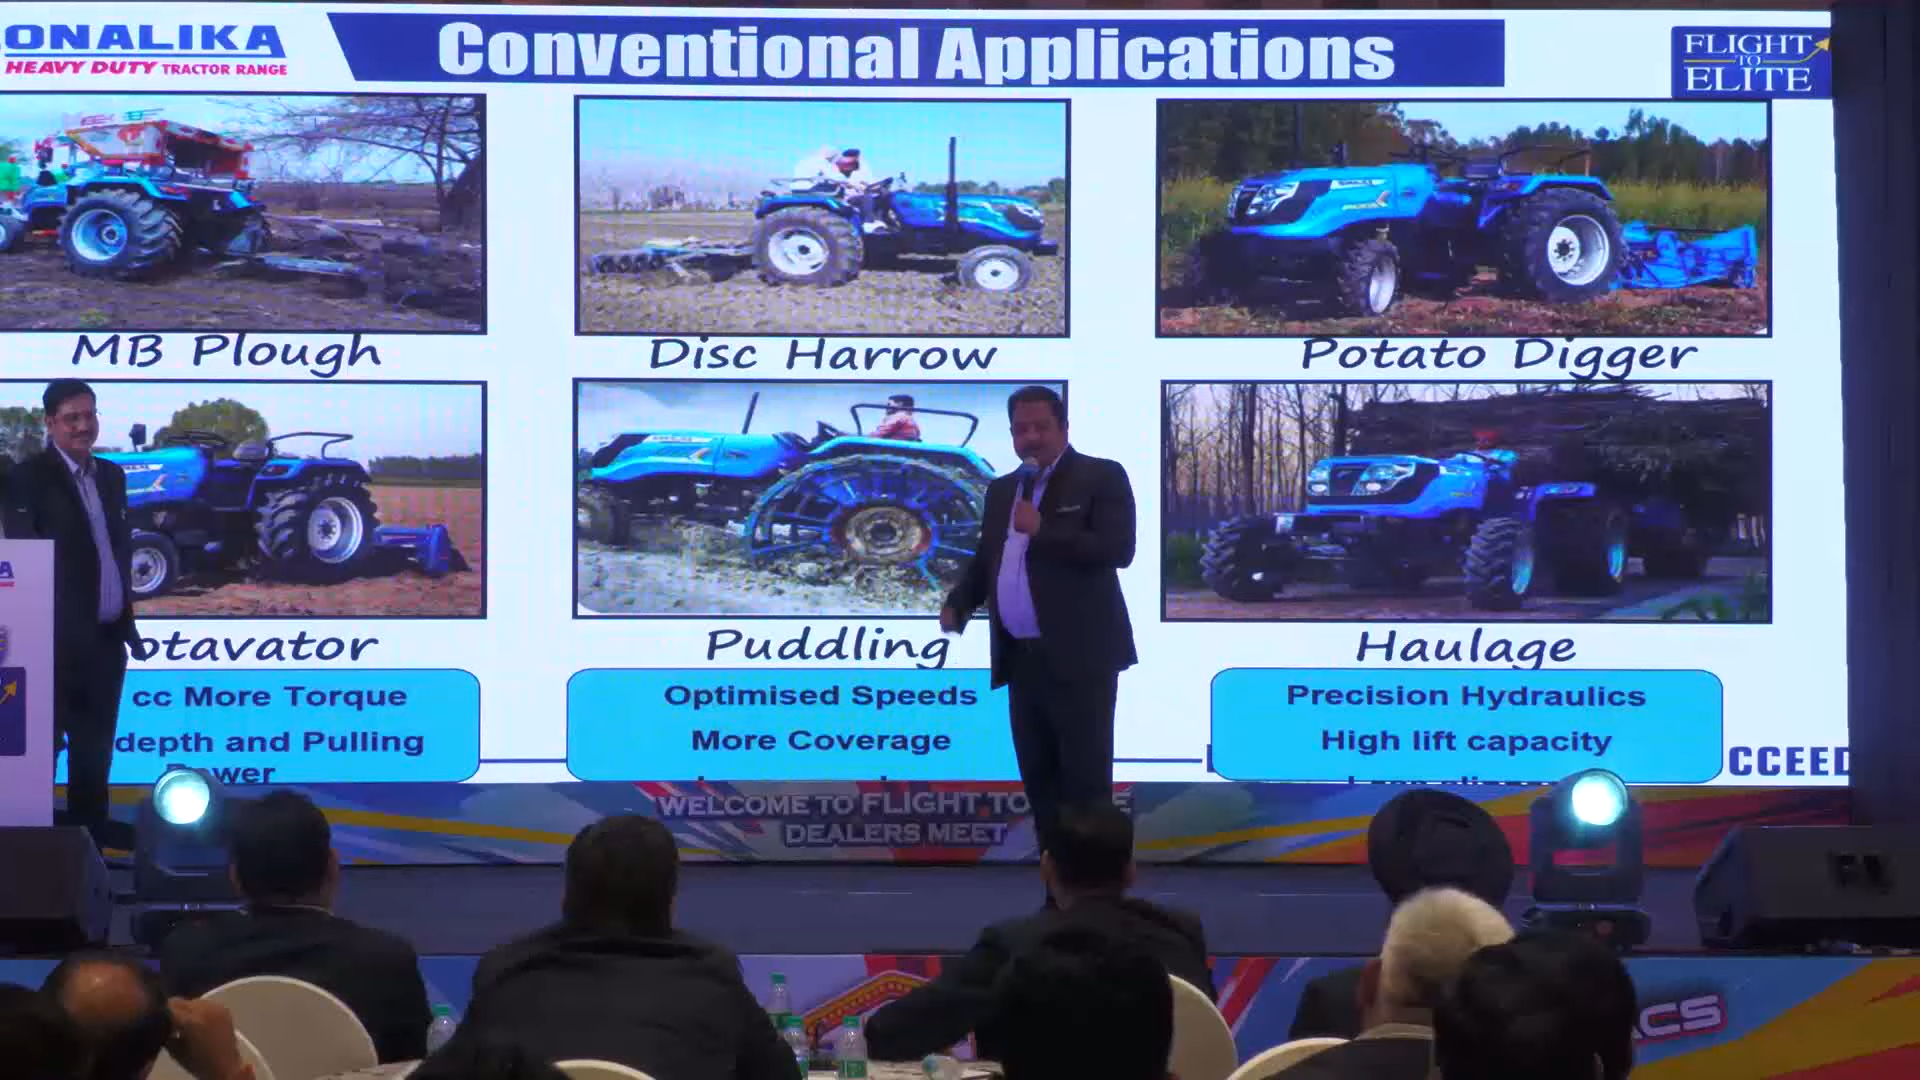 ONALIKA
HEAVY DUTY TRACTOR RANGE
Conventional Applications
FLIGHT
TO
ELITE
MB Plough
Disc Harrow
Potato Digger
otavator
Puddling
Haulage
cc More Torque
depth and Pulling
Power
Optimised Speeds
More Coverage
Precision Hydraulics
High lift capacity
CCEED
A
WELCOME TO FLIGHT TO
DEALERS MEET
ACS